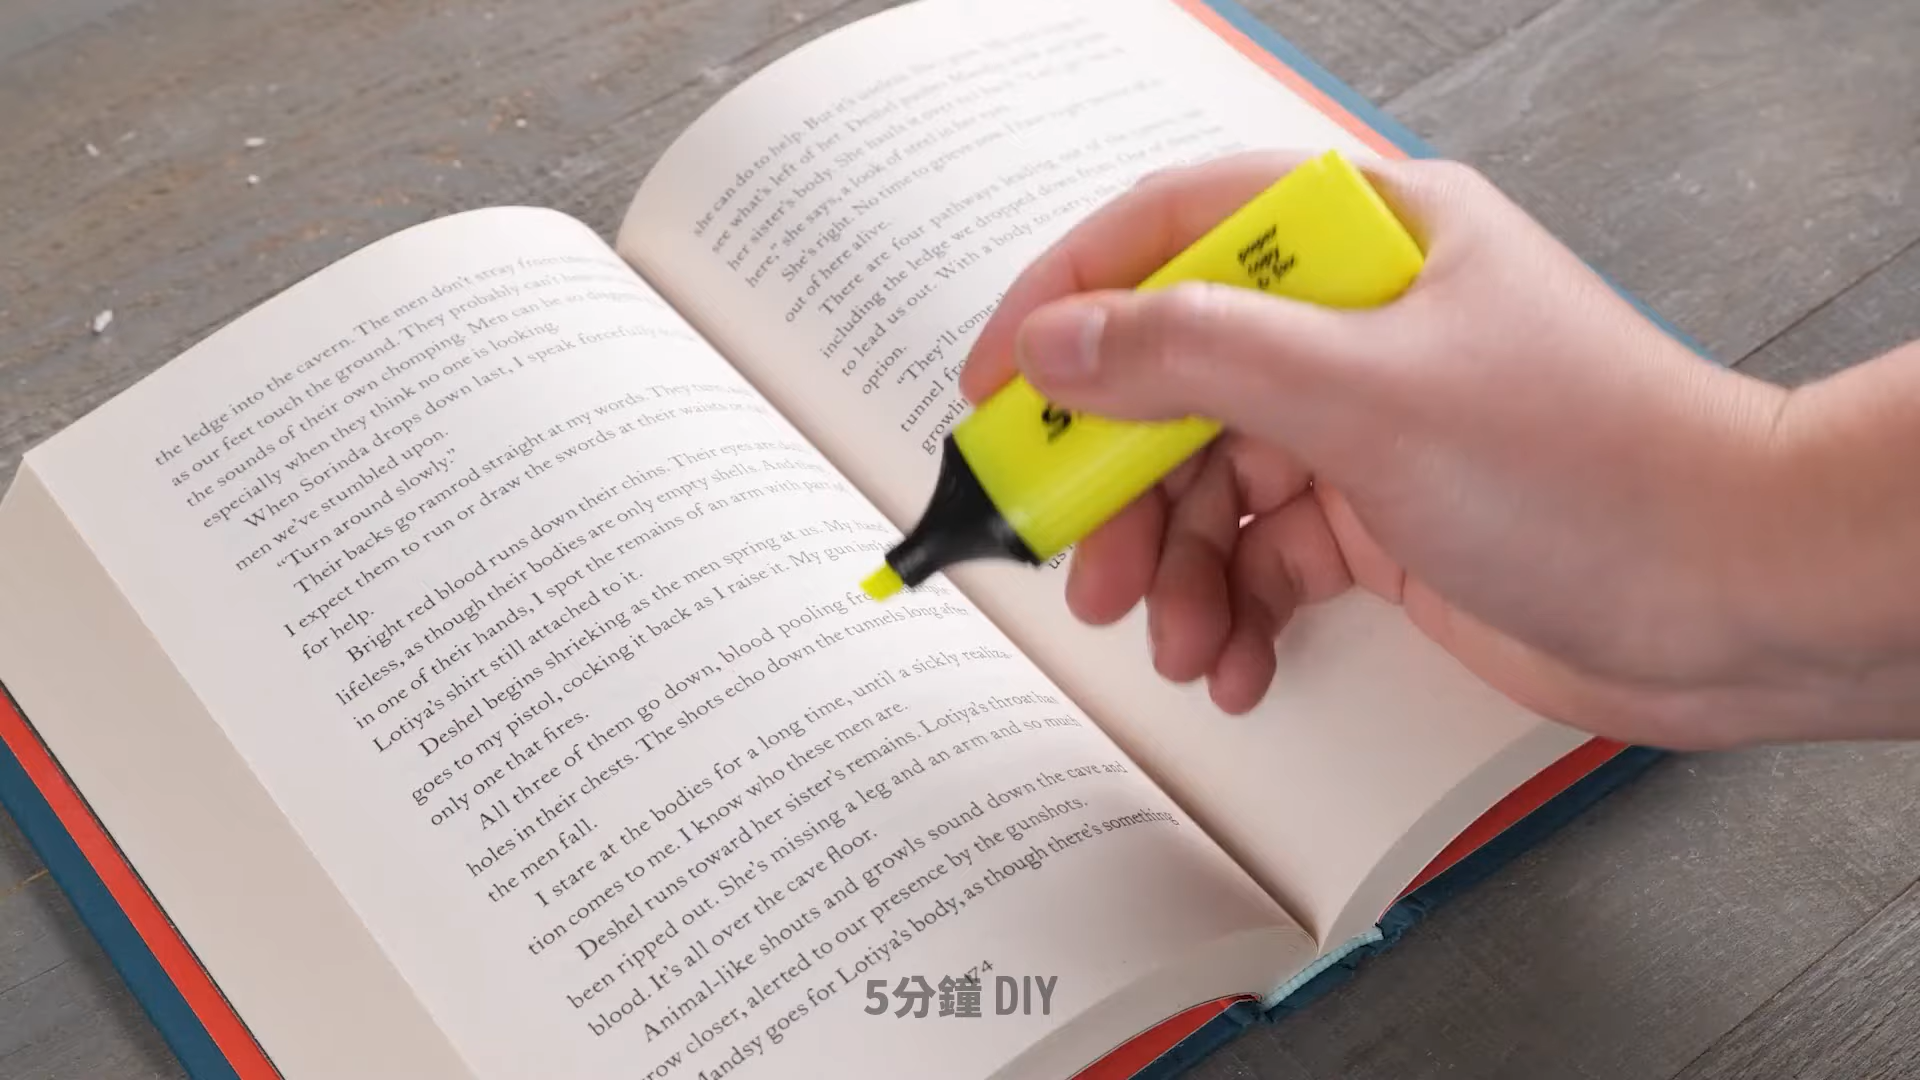 the ledge into the cavern. The men don't stray from
as our feet touch the ground. They probably can't
the sounds of their own chomping. Men can be so
especially when they think no one is looking.
When Sorinda drops down last, I speak forcefully
men we've stumbled upon.
“Turn around slowly.”
Their backs go ramrod straight at my words. They turn
I expect them to run or draw the swords at their waists or
for help.
Bright red blood runs down their chins. Their eyes are
lifeless, as though their bodies are only empty shells. And
in one of their hands, I spot the remains of an arm with part of
Lotiya's shirt still attached to it.
Deshel begins shrieking as the men spring at us. My hand
goes to my pistol, cocking it back as I raise it. My gun isn't
only one that fires.
All three of them go down, blood pooling
holes in their chests. The shots echo down the tunnels long after
the men fall.
I stare at the bodies for a long time, until a sickly realiza-
tion comes to me. I know who these men are.
Deshel runs toward her sister's remains. Lotiya's throat has
been ripped out. She's missing a leg and an arm and so much
blood. It's all over the cave floor.
Animal-like shouts and growls sound down the cave and
closer, alerted to our presence by the gunshots.
goes for Lotiya's body, as though there's something
she can do to help. But it's
see what's left of her. Deshel
her sister's body. She hauls it over
here,” she says, a look of steel in her eyes.
She's right. No time to grieve now.
out of here alive.
There are four pathways leading out of the
including the ledge we dropped down from. One of
to lead us out. With a body to carry, the
option.
“They'll come
tunnel
paper
copy
& fax
5分鐘 DIY